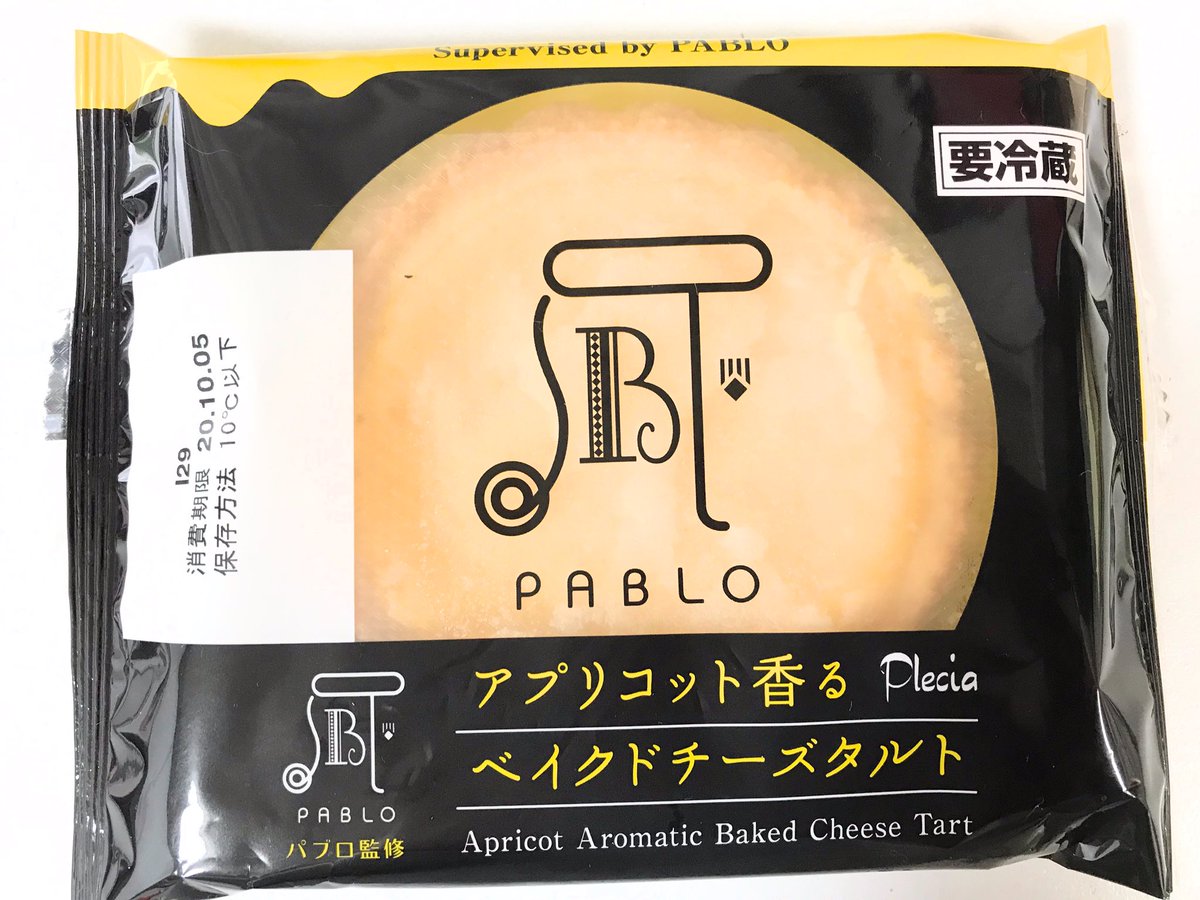 Supervised by PABLO
要冷蔵
I29
消費期限 20.10.05
保存方法 10℃以下
B
PABLO
アプリコット香る Plecia
ベイクドチーズタルト
Apricot Aromatic Baked Cheese Tart
B
PABLO
パブロ監修